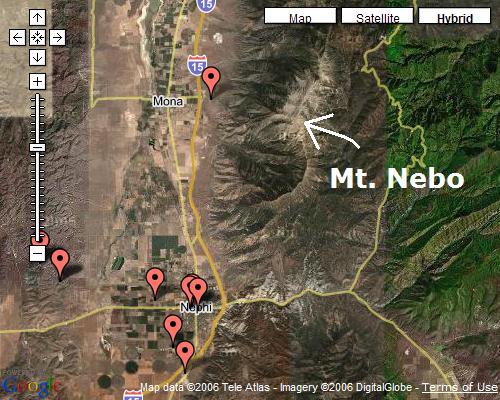 15
Map Satellite Hybrid
15
Mona
Mt. Nebo
Nephi
15
POWERED BY
Google
Map data ©2006 Tele Atlas - Imagery ©2006 DigitalGlobe - Terms of Use